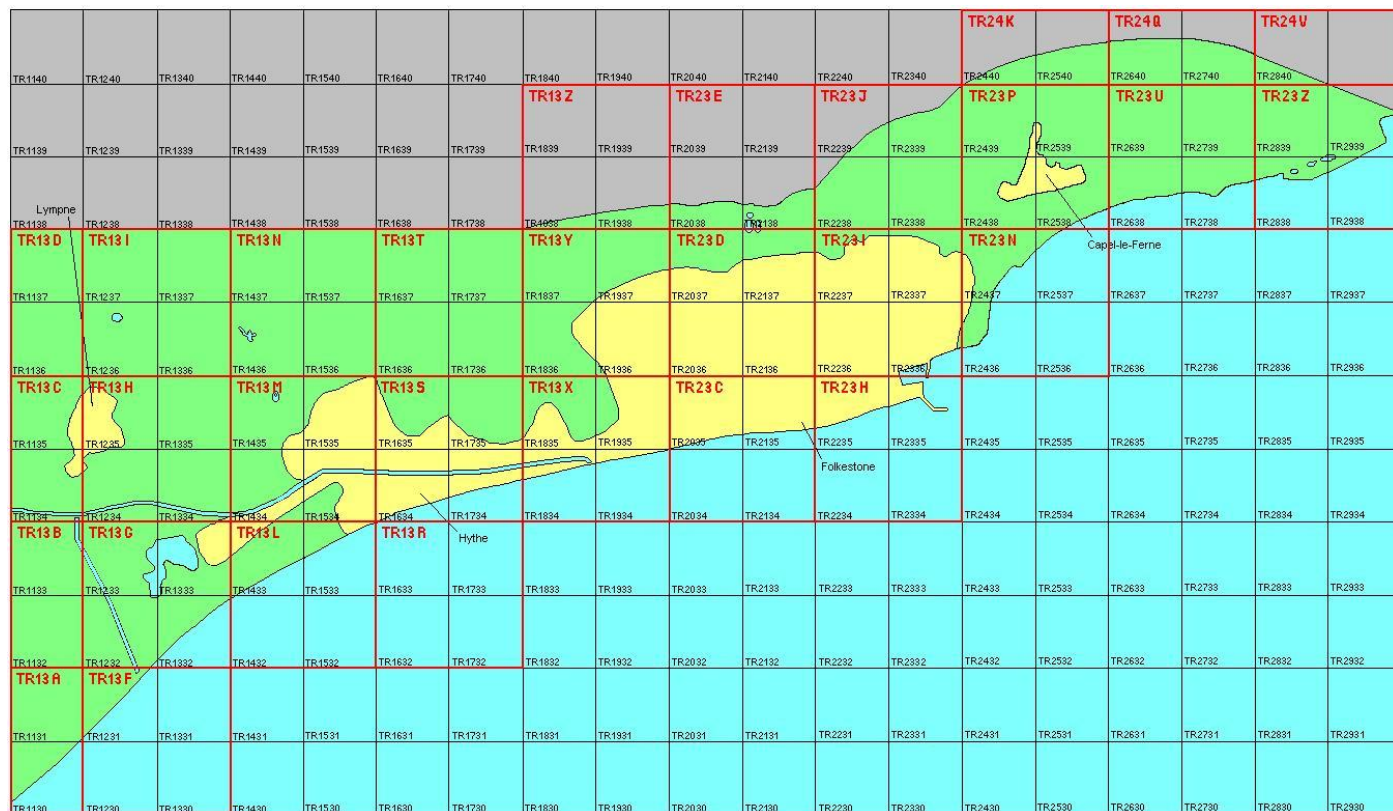 TR24K TR24Q TR24V
TR1140 TR1240 TR1340 TR1440 TR1540 TR1640 TR1740 TR1840 TR1940 TR2040 TR2140 TR2240 TR2340 TR2440 TR2540 TR2640 TR2740 TR2840
TR13Z TR23E TR23J TR23P TR23U TR23Z
TR1139 TR1239 TR1339 TR1439 TR1539 TR1639 TR1739 TR1839 TR1939 TR2039 TR2139 TR2239 TR2339 TR2439 TR2539 TR2639 TR2739 TR2839 TR2939
Lympne
TR1138 TR1238 TR1338 TR1438 TR1538 TR1638 TR1738 TR1938 TR2038 TR2138 TR2238 TR2338 TR2438 TR2538 TR2638 TR2738 TR2838 TR2938
TR13D TR13I TR13N TR13T TR13Y TR23D TR23I TR23N
Capel-le-Ferne
TR1137 TR1237 TR1337 TR1437 TR1537 TR1637 TR1737 TR1837 TR1937 TR2037 TR2137 TR2237 TR2337 TR2437 TR2537 TR2637 TR2737 TR2837 TR2937
TR1136 TR1236 TR1336 TR1436 TR1536 TR1636 TR1736 TR1836 TR1936 TR2036 TR2136 TR2236 TR2336 TR2436 TR2536 TR2636 TR2736 TR2836 TR2936
TR13C TR13H TR13M TR13S TR13X TR23C TR23H
TR1135 TR1235 TR1335 TR1435 TR1535 TR1635 TR1735 TR1835 TR1935 TR2035 TR2135 TR2235 TR2335 TR2435 TR2535 TR2635 TR2735 TR2835 TR2935
Folkestone
TR1134 TR1234 TR1334 TR1434 TR1534 TR1634 TR1734 TR1834 TR1934 TR2034 TR2134 TR2234 TR2334 TR2434 TR2534 TR2634 TR2734 TR2834 TR2934
TR13B TR13G TR13L TR13R
Hythe
TR1133 TR1233 TR1333 TR1433 TR1533 TR1633 TR1733 TR1833 TR1933 TR2033 TR2133 TR2233 TR2333 TR2433 TR2533 TR2633 TR2733 TR2833 TR2933
TR1132 TR1232 TR1332 TR1432 TR1532 TR1632 TR1732 TR1832 TR1932 TR2032 TR2132 TR2232 TR2332 TR2432 TR2532 TR2632 TR2732 TR2832 TR2932
TR13A TR13F
TR1131 TR1231 TR1331 TR1431 TR1531 TR1631 TR1731 TR1831 TR1931 TR2031 TR2131 TR2231 TR2331 TR2431 TR2531 TR2631 TR2731 TR2831 TR2931
TR1130 TR1230 TR1330 TR1430 TR1530 TR1630 TR1730 TR1830 TR1930 TR2030 TR2130 TR2230 TR2330 TR2430 TR2530 TR2630 TR2730 TR2830 TR2930